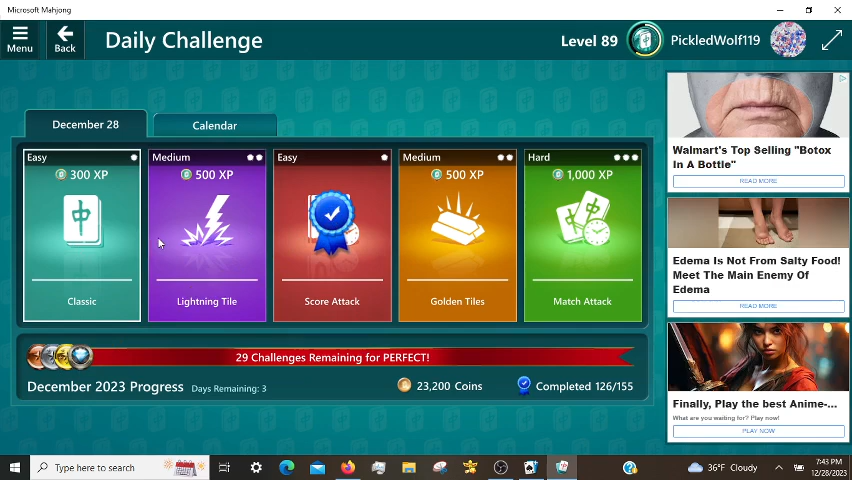 Microsoft Mahjong
Menu
Back
Daily Challenge
Level 89
PickledWolf119
December 28
Calendar
Easy
300 XP
中
Classic
Medium
500 XP
Lightning Tile
Easy
Score Attack
Medium
500 XP
Golden Tiles
Hard
1,000 XP
中
Match Attack
29 Challenges Remaining for PERFECT!
December 2023 Progress
Days Remaining: 3
23,200 Coins
Completed 126/155
Walmart's Top Selling "Botox
In A Bottle"
READ MORE
Edema Is Not From Salty Food!
Meet The Main Enemy Of
Edema
READ MORE
Finally, Play the best Anime-...
What are you waiting for? Play now!
PLAY NOW
Type here to search
36°F Cloudy
7:43 PM
12/28/2023